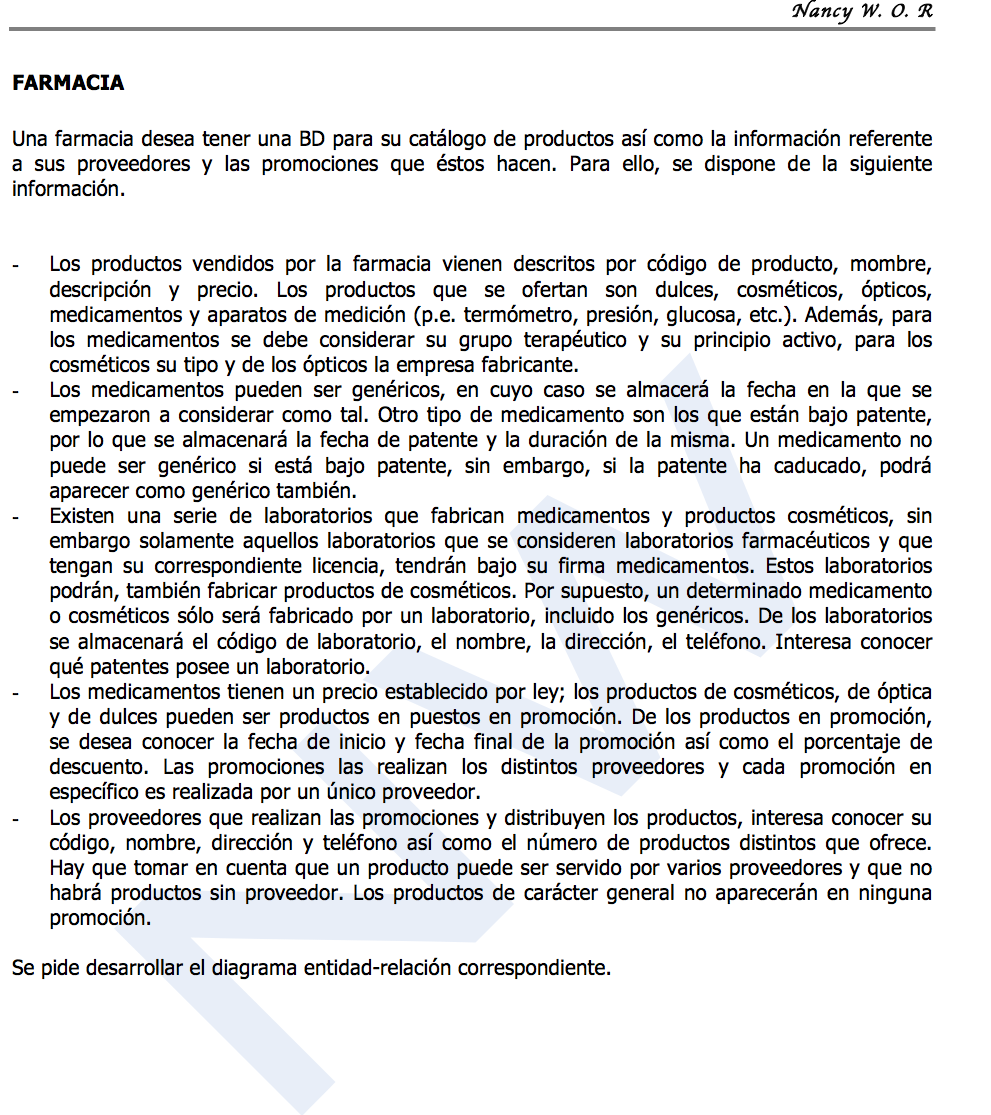 Nancy W. O. R
FARMACIA
Una farmacia desea tener una BD para su catálogo de productos así como la información referente
a sus proveedores y las promociones que éstos hacen. Para ello, se dispone de la siguiente
información.
- Los productos vendidos por la farmacia vienen descritos por código de producto, mombre,
descripción y precio. Los productos que se ofertan son dulces, cosméticos, ópticos,
medicamentos y aparatos de medición (p.e. termómetro, presión, glucosa, etc.). Además, para
los medicamentos se debe considerar su grupo terapéutico y su principio activo, para los
cosméticos su tipo y de los ópticos la empresa fabricante.
- Los medicamentos pueden ser genéricos, en cuyo caso se almacerá la fecha en la que se
empezaron a considerar como tal. Otro tipo de medicamento son los que están bajo patente,
por lo que se almacenará la fecha de patente y la duración de la misma. Un medicamento no
puede ser genérico si está bajo patente, sin embargo, si la patente ha caducado, podrá
aparecer como genérico también.
- Existen una serie de laboratorios que fabrican medicamentos y productos cosméticos, sin
embargo solamente aquellos laboratorios que se consideren laboratorios farmacéuticos y que
tengan su correspondiente licencia, tendrán bajo su firma medicamentos. Estos laboratorios
podrán, también fabricar productos de cosméticos. Por supuesto, un determinado medicamento
o cosméticos sólo será fabricado por un laboratorio, incluido los genéricos. De los laboratorios
se almacenará el código de laboratorio, el nombre, la dirección, el teléfono. Interesa conocer
qué patentes posee un laboratorio.
- Los medicamentos tienen un precio establecido por ley; los productos de cosméticos, de óptica
y de dulces pueden ser productos en puestos en promoción. De los productos en promoción,
se desea conocer la fecha de inicio y fecha final de la promoción así como el porcentaje de
descuento. Las promociones las realizan los distintos proveedores y cada promoción en
específico es realizada por un único proveedor.
- Los proveedores que realizan las promociones y distribuyen los productos, interesa conocer su
código, nombre, dirección y teléfono así como el número de productos distintos que ofrece.
Hay que tomar en cuenta que un producto puede ser servido por varios proveedores y que no
habrá productos sin proveedor. Los productos de carácter general no aparecerán en ninguna
promoción.
Se pide desarrollar el diagrama entidad-relación correspondiente.